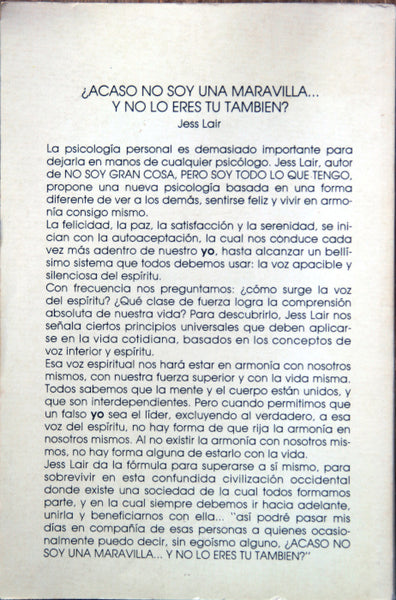 ¿ACASO NO SOY UNA MARAVILLA...
Y NO LO ERES TU TAMBIEN?
Jess Lair
La psicología personal es demasiado importante para
dejarla en manos de cualquier psicólogo. Jess Lair, autor
de NO SOY GRAN COSA, PERO SOY TODO LO QUE TENGO,
propone una nueva psicología basada en una forma
diferente de ver a los demás, sentirse feliz y vivir en armo-
nía consigo mismo.
La felicidad, la paz, la satisfacción y la serenidad, se ini-
cian con la autoaceptación, la cual nos conduce cada
vez más adentro de nuestro yo, hasta alcanzar un bellí-
simo sistema que todos debemos usar: la voz apacible y
silenciosa del espíritu.
Con frecuencia nos preguntamos: ¿cómo surge la voz
del espíritu? ¿Qué clase de fuerza logra la comprensión
absoluta de nuestra vida? Para descubrirlo, Jess Lair nos
señala ciertos principios universales que deben aplicar-
se en la vida cotidiana, basados en los conceptos de
voz interior y espíritu.
Esa voz espiritual nos hará estar en armonía con nosotros
mismos, con nuestra fuerza superior y con la vida misma.
Todos sabemos que la mente y el cuerpo están unidos, y
que son interdependientes. Pero cuando permitimos que
un falso yo sea el líder, excluyendo al verdadero, a esa
voz del espíritu, no hay forma de que rija la armonía en
nosotros mismos. Al no existir la armonía con nosotros mis-
mos, no hay forma alguna de estarlo con la vida.
Jess Lair da la fórmula para superarse a sí mismo, para
sobrevivir en esta confundida civilización occidental
donde existe una sociedad de la cual todos formamos
parte, y en la cual siempre debemos ir hacia adelante,
unirla y beneficiarnos con ella... "así podré pasar mis
días en compañía de esas personas a quienes ocasio-
nalmente puedo decir, sin egoísmo alguno, ¿ACASO NO
SOY UNA MARAVILLA... Y NO LO ERES TU TAMBIEN?"